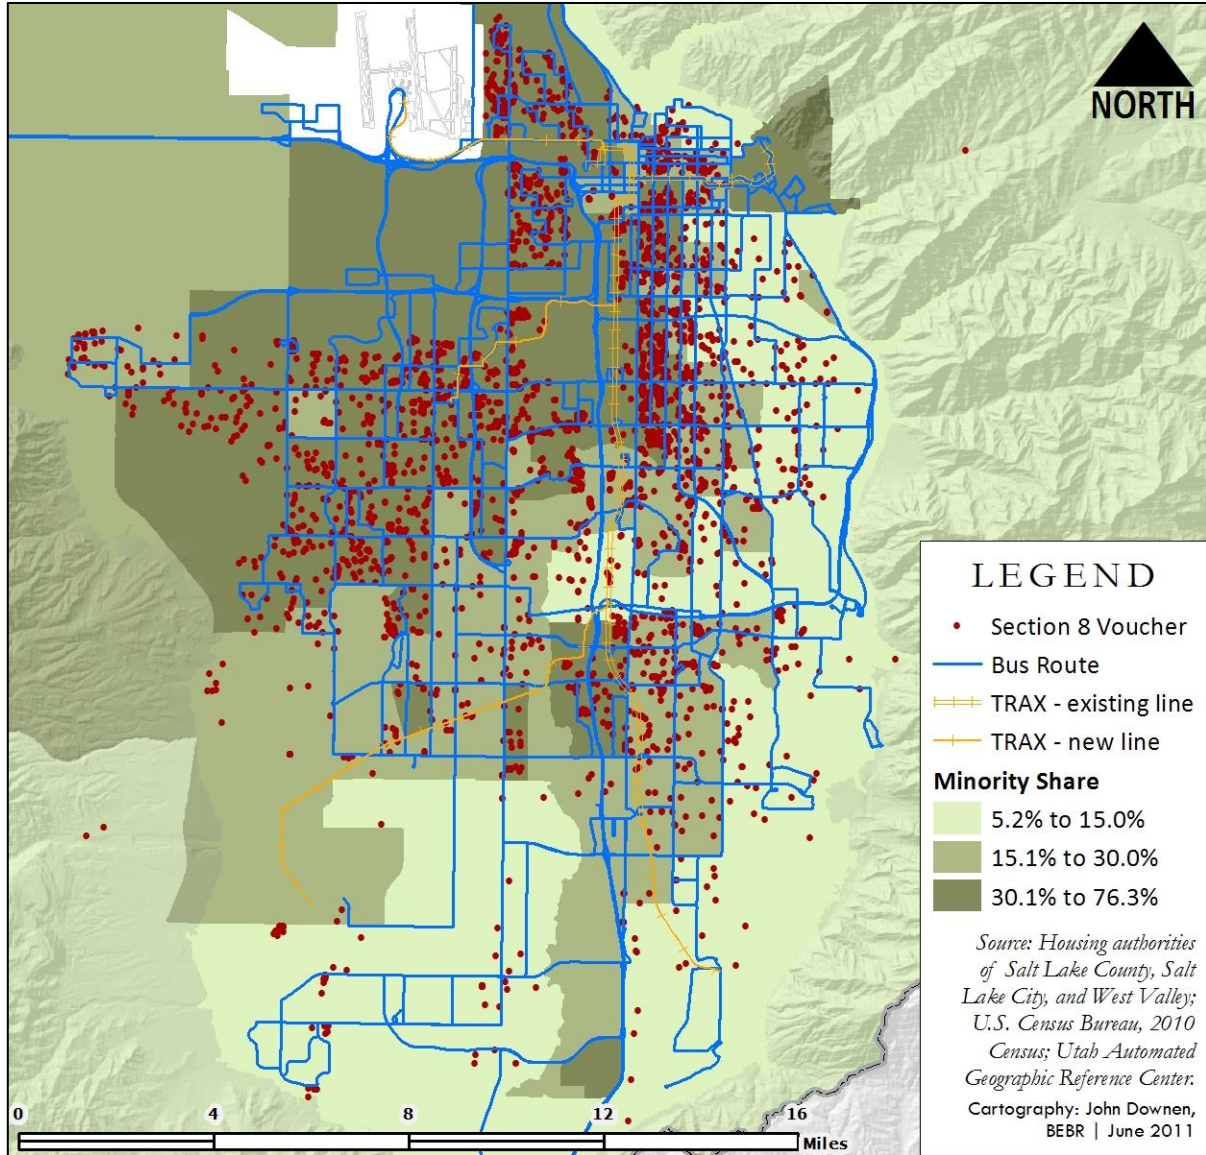 NORTH
LEGEND
Section 8 Voucher
Bus Route
TRAX - existing line
TRAX - new line
Minority Share
5.2% to 15.0%
15.1% to 30.0%
30.1% to 76.3%
Source: Housing authorities
of Salt Lake County, Salt
Lake City, and West Valley;
U.S. Census Bureau, 2010
Census; Utah Automated
Geographic Reference Center.
Cartography: John Downen,
BEBR | June 2011
0 4 8 12 16
Miles